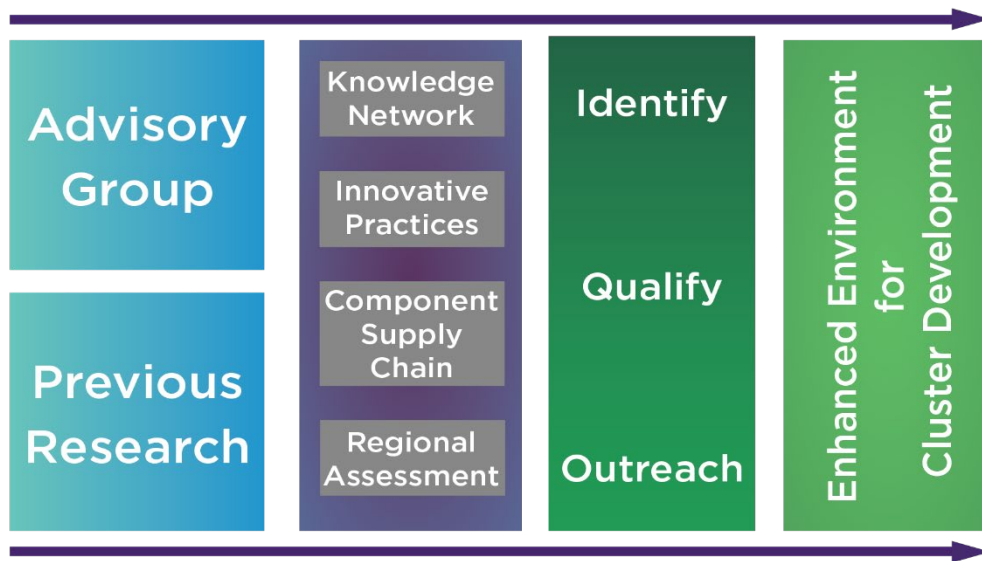 Advisory
Group
Previous
Research
Knowledge
Network
Innovative
Practices
Component
Supply
Chain
Regional
Assessment
Identify
Qualify
Outreach
Enhanced Environment
for
Cluster Development